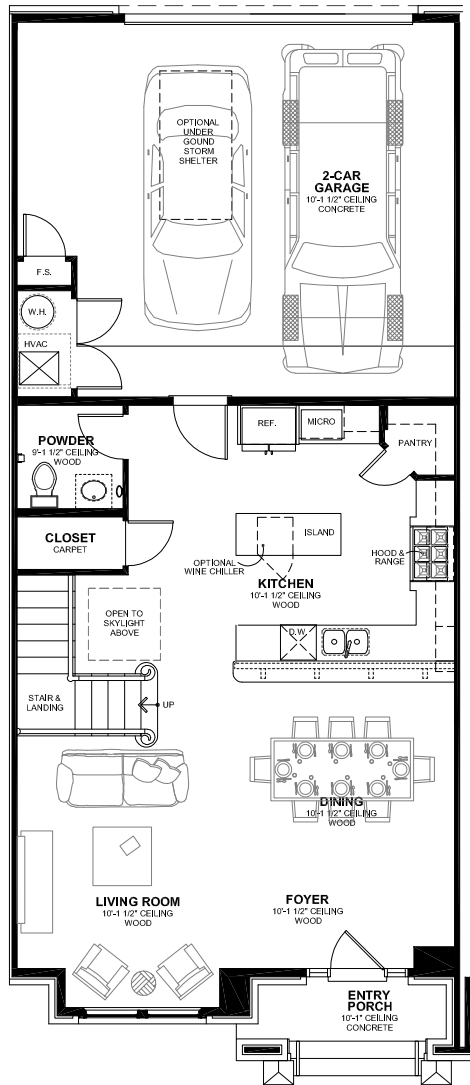 OPTIONAL
UNDER
GOUND
STORM
SHELTER
2-CAR
GARAGE
10'-1 1/2" CEILING
CONCRETE
F.S.
W.H.
HVAC
REF.
MICRO
PANTRY
POWDER
9'-1 1/2" CEILING
WOOD
CLOSET
CARPET
ISLAND
OPTIONAL
WINE CHILLER
HOOD &
RANGE
KITCHEN
10'-1 1/2" CEILING
WOOD
OPEN TO
SKYLIGHT
ABOVE
D.W.
STAIR &
LANDING
UP
DINING
10'-1 1/2" CEILING
WOOD
LIVING ROOM
10'-1 1/2" CEILING
WOOD
FOYER
10'-1 1/2" CEILING
WOOD
ENTRY
PORCH
10'-1" CEILING
CONCRETE